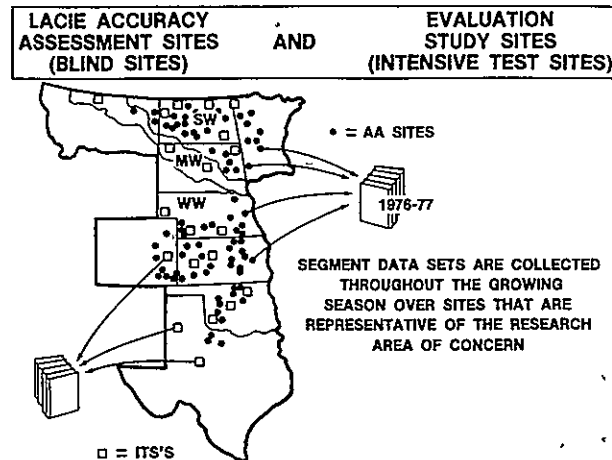 LACIE ACCURACY
ASSESSMENT SITES
(BLIND SITES)
AND
EVALUATION
STUDY SITES
(INTENSIVE TEST SITES)
SW
• = AA SITES
MW
WW
1976-77
SEGMENT DATA SETS ARE COLLECTED
THROUGHOUT THE GROWING
SEASON OVER SITES THAT ARE
REPRESENTATIVE OF THE RESEARCH
AREA OF CONCERN
□ = ITS'S